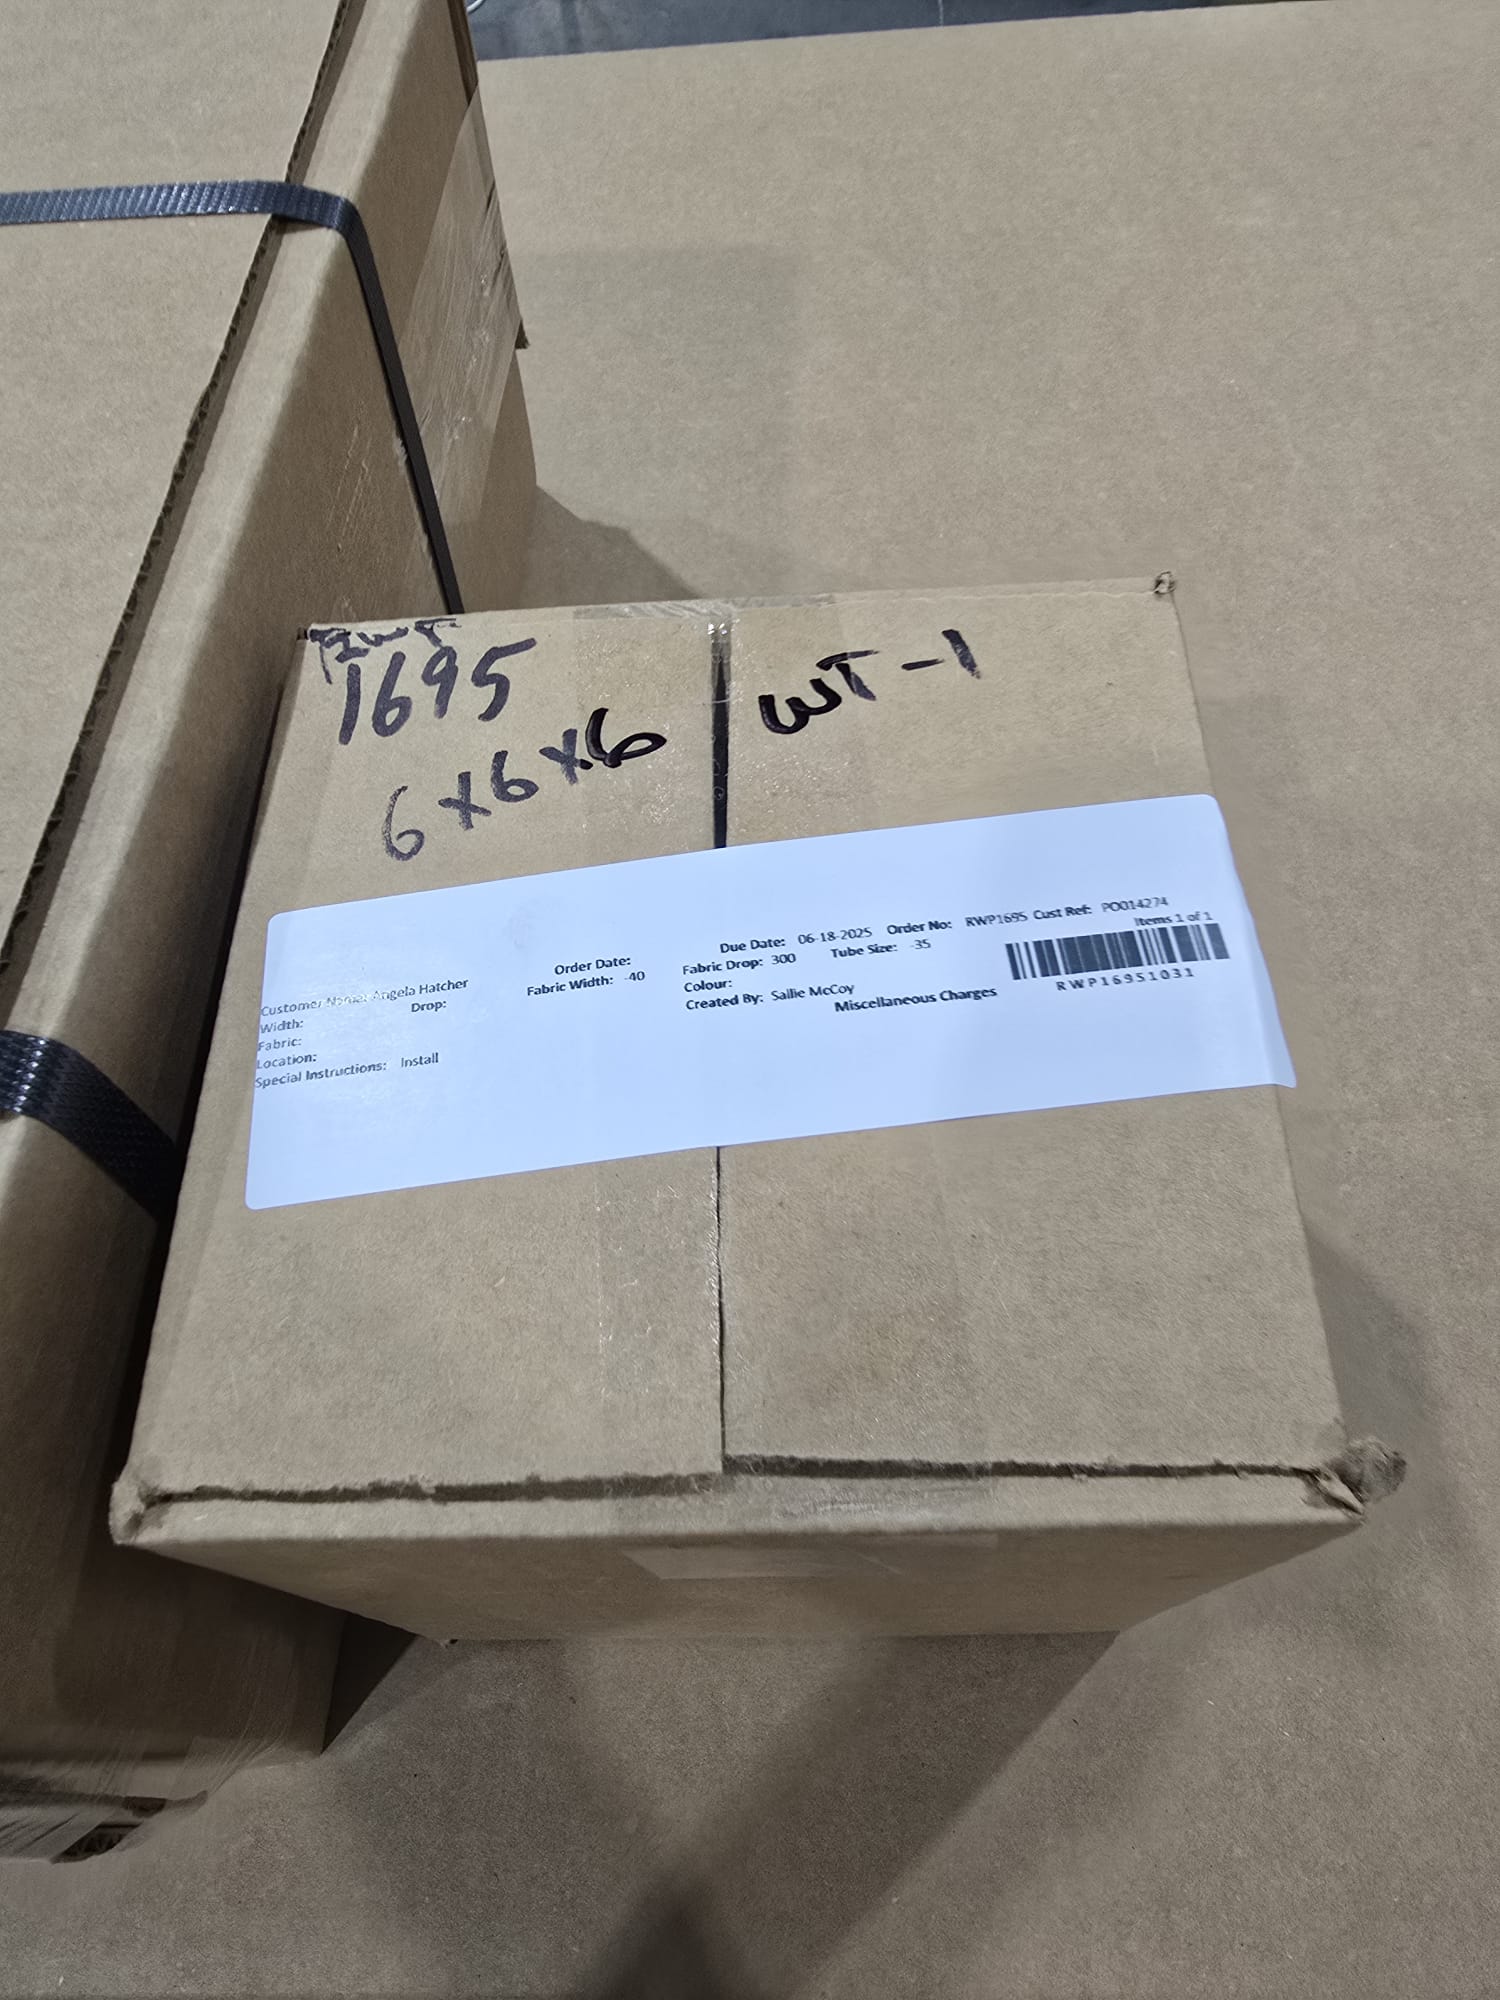 1695
WT-1
6x6x6
Due Date: 06-18-2025 Order No: RWP1695 Cust Ref: PO014274
Items 1 of 1
Order Date:
Fabric Drop: 300 Tube Size: -35
Customer Name: Angela Hatcher
Fabric Width: -40
Colour:
RWP16951031
Width: Drop:
Created By: Sallie McCoy
Miscellaneous Charges
Fabric:
Location:
Special Instructions: Install